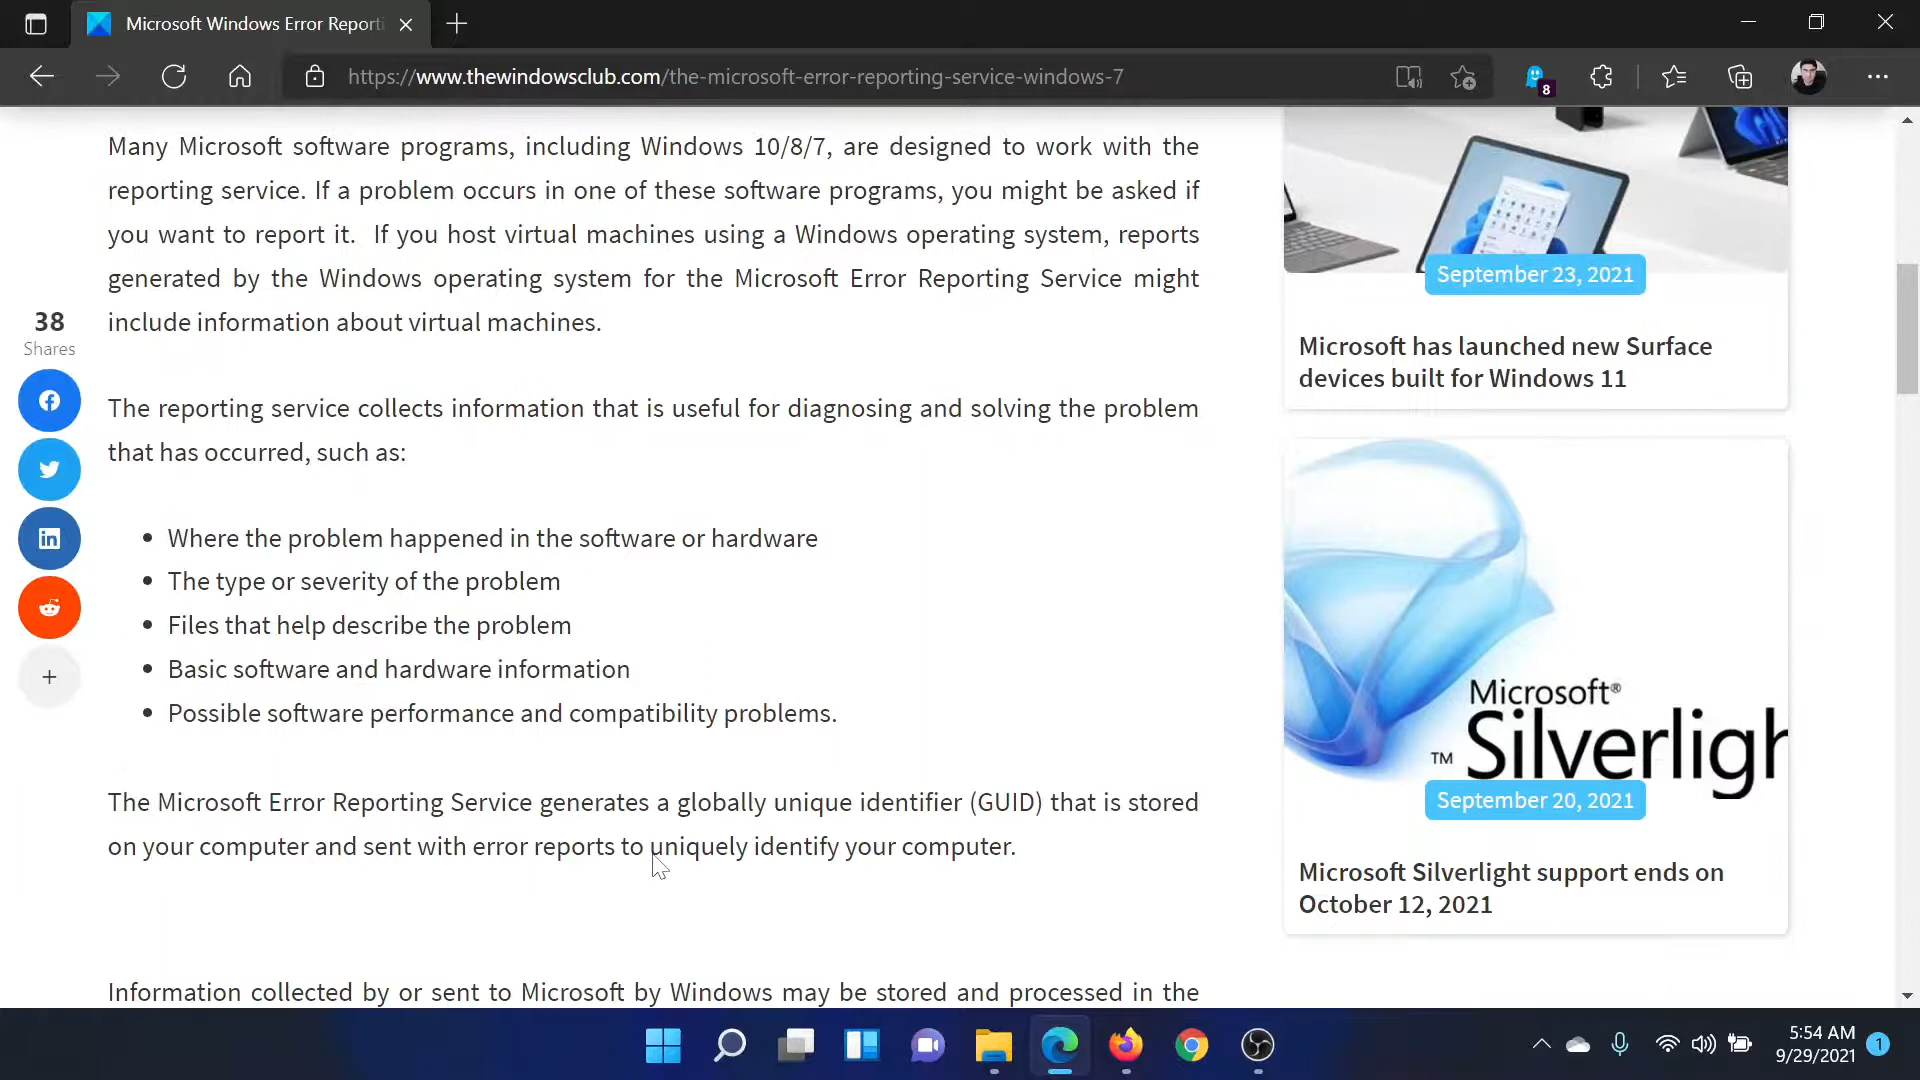 Microsoft Windows Error Reporti
https://www.thewindowsclub.com/the-microsoft-error-reporting-service-windows-7
8
Many Microsoft software programs, including Windows 10/8/7, are designed to work with the
reporting service. If a problem occurs in one of these software programs, you might be asked if
you want to report it. If you host virtual machines using a Windows operating system, reports
generated by the Windows operating system for the Microsoft Error Reporting Service might
include information about virtual machines.
38
Shares
The reporting service collects information that is useful for diagnosing and solving the problem
that has occurred, such as:
• Where the problem happened in the software or hardware
• The type or severity of the problem
• Files that help describe the problem
• Basic software and hardware information
• Possible software performance and compatibility problems.
The Microsoft Error Reporting Service generates a globally unique identifier (GUID) that is stored
on your computer and sent with error reports to uniquely identify your computer.
Information collected by or sent to Microsoft by Windows may be stored and processed in the
September 23, 2021
Microsoft has launched new Surface
devices built for Windows 11
Microsoft®
™ Silverligh
September 20, 2021
Microsoft Silverlight support ends on
October 12, 2021
in
5:54 AM
9/29/2021
1